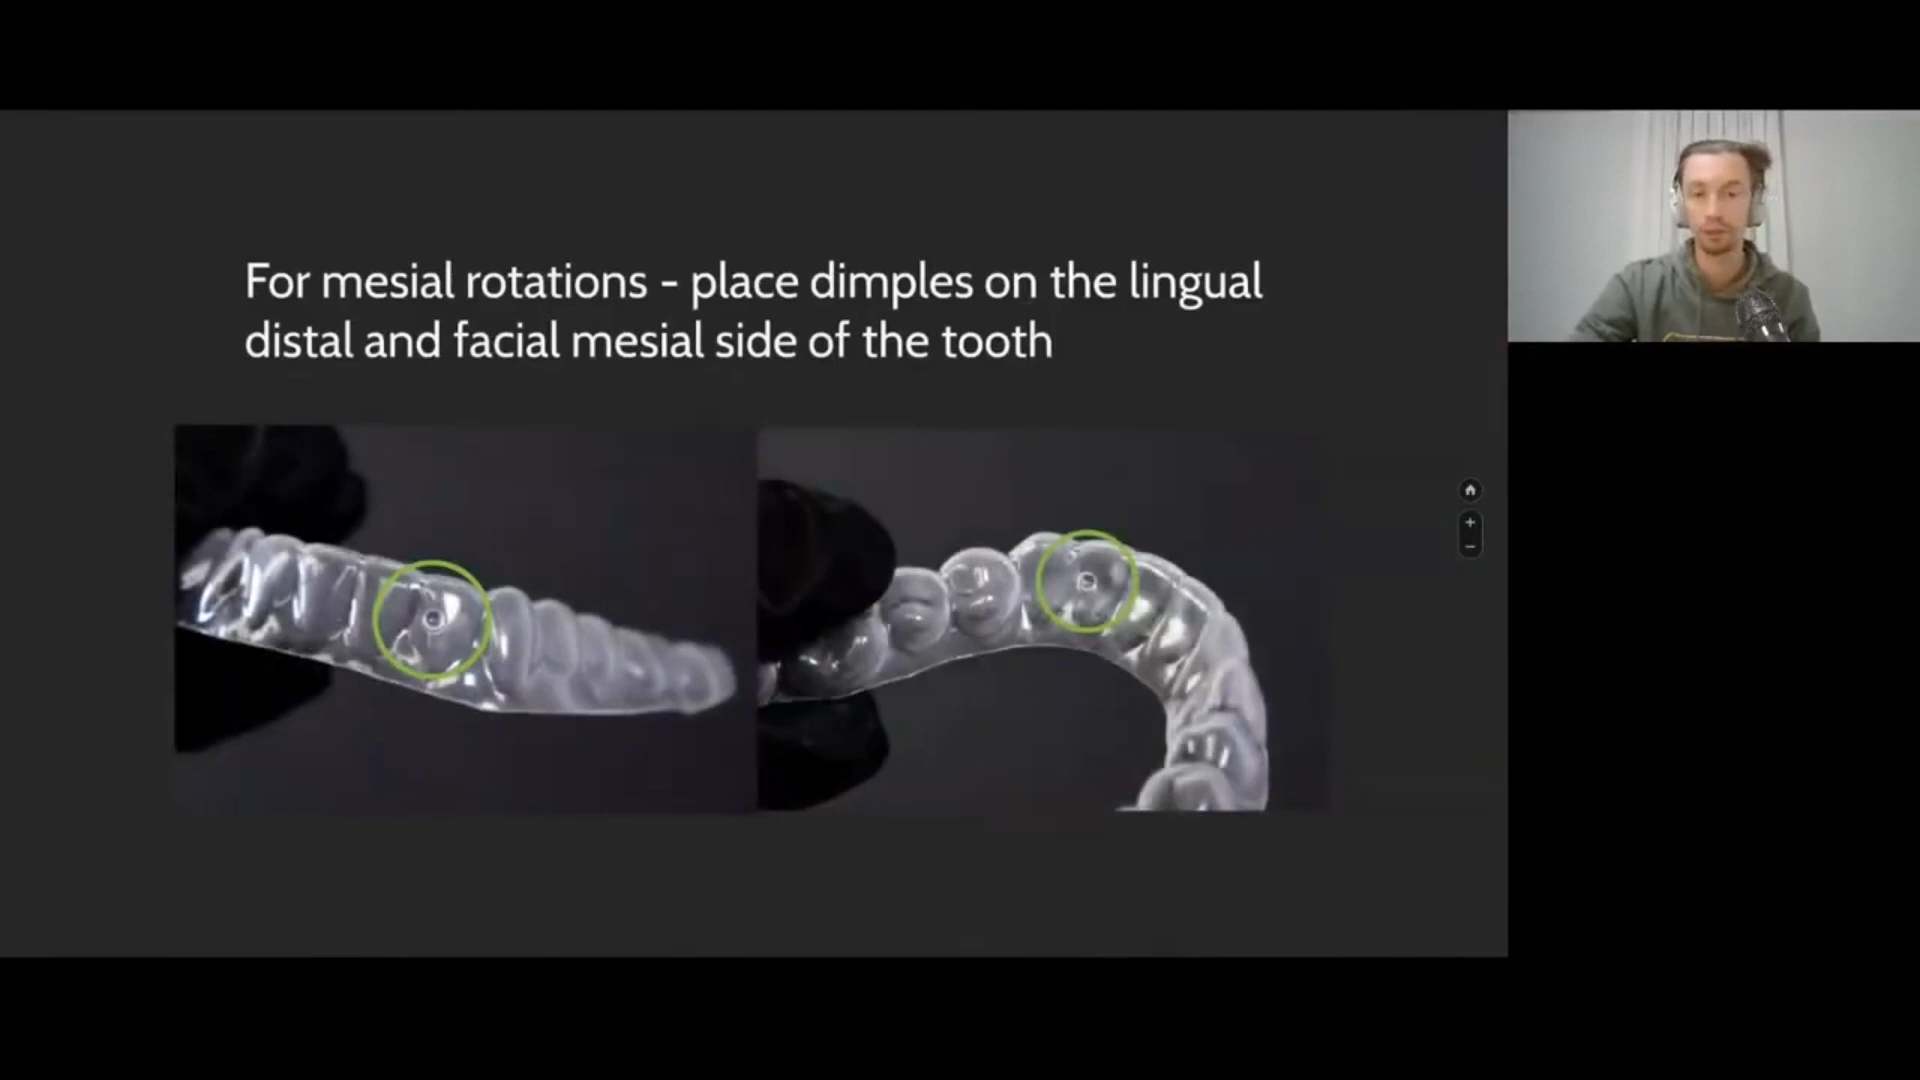 For mesial rotations - place dimples on the lingual
distal and facial mesial side of the tooth